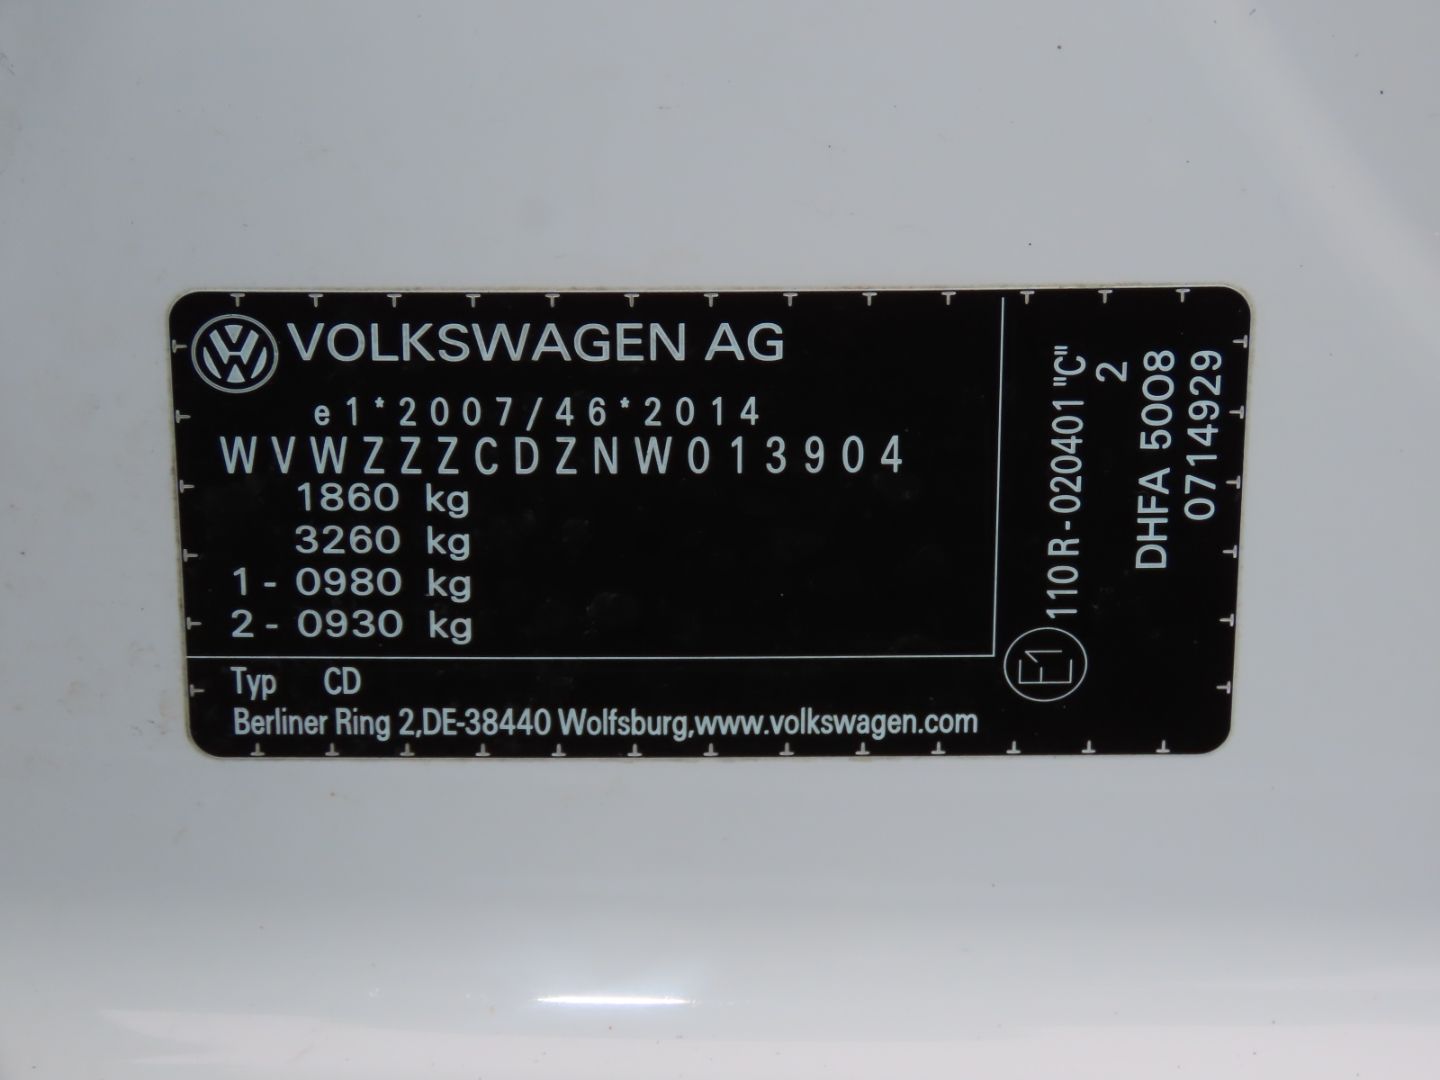 VOLKSWAGEN AG
e1*2007/46*2014
WVWZZZCDZNW013904
1860 kg
3260 kg
1- 0980 kg
2- 0930 kg
Typ CD
Berliner Ring 2,DE-38440 Wolfsburg,www.volkswagen.com
E1 110 R-020401 "C"
2
DHFA 5008
0714929